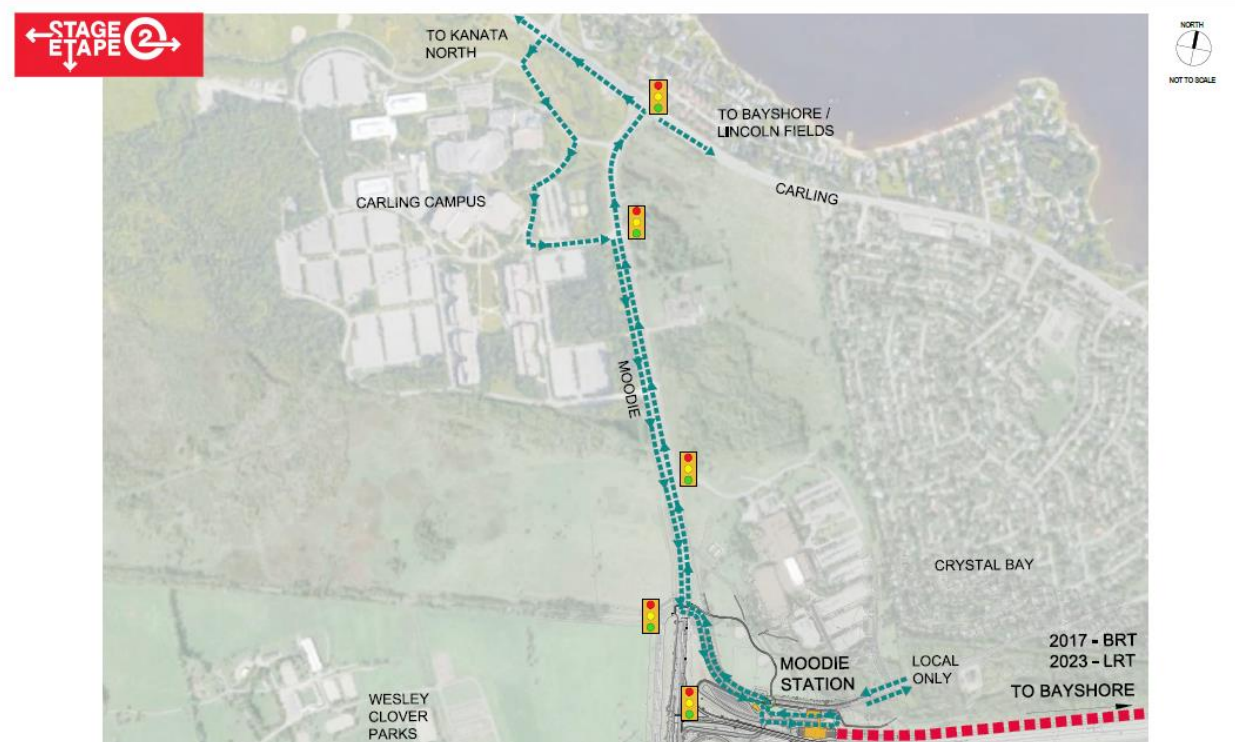 STAGE
ETAPE 2
NORTH
NOT TO SCALE
TO KANATA
NORTH
TO BAYSHORE /
LINCOLN FIELDS
CARLING
CARLING CAMPUS
MOODIE
CRYSTAL BAY
2017 - BRT
2023 - LRT
TO BAYSHORE
MOODIE
STATION
LOCAL
ONLY
WESLEY
CLOVER
PARKS